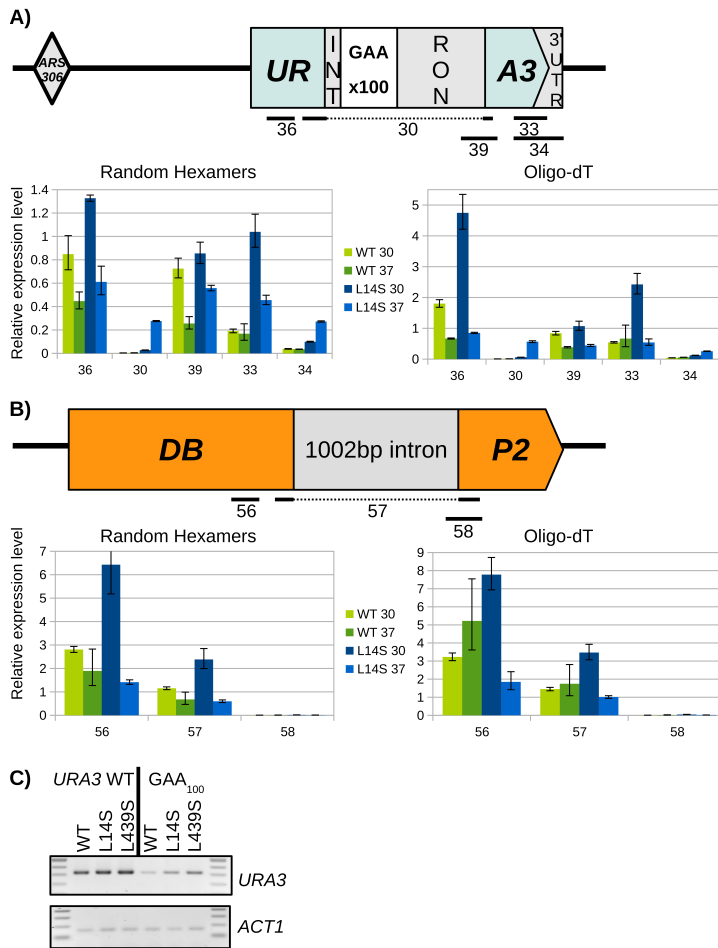 A)
ARS
306
UR
INT
GAA
x100
RON
A3
3'UTR
36
30
33
39
34
Random Hexamers
Oligo-dT
Relative expression level
1.4
1.2
1
0.8
0.6
0.4
0.2
0
36 30 39 33 34
WT 30
WT 37
L14S 30
L14S 37
5
4
3
2
1
0
36 30 39 33 34
B)
DB
1002bp intron
P2
56
57
58
Random Hexamers
Oligo-dT
Relative expression level
7
6
5
4
3
2
1
0
56 57 58
WT 30
WT 37
L14S 30
L14S 37
9
8
7
6
5
4
3
2
1
0
56 57 58
C)
URA3 WT GAA100
WT L14S L439S WT L14S L439S
URA3
ACT1